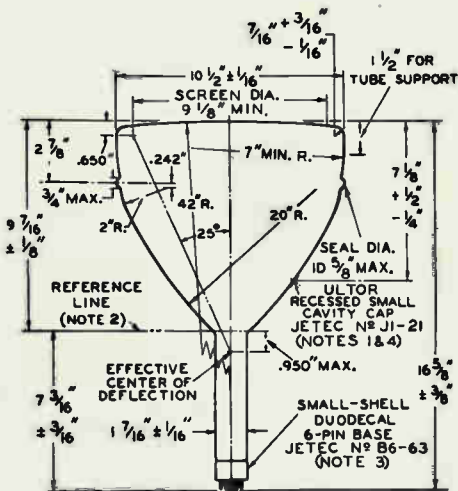 7/16" + 3/16"
- 1/16"
1 1/2" FOR
TUBE SUPPORT
10 1/2" ± 1/16"
SCREEN DIA.
9 1/8" MIN.
2 7/8"
.650"
.242"
7" MIN. R.
7 1/8"
+ 1/2"
- 1/4"
3/4" MAX.
42" R.
2" R.
20" R.
25°
9 7/16"
± 1/8"
SEAL DIA.
10 5/8" MAX.
ULTOR
RECESSED SMALL
CAVITY CAP
JETEC Nº J1-21
(NOTES 1&4)
REFERENCE
LINE
(NOTE 2)
.950" MAX.
EFFECTIVE
CENTER OF
DEFLECTION
16 5/8"
± 3/8"
7 3/16"
± 3/16"
1 7/16" ± 1/16"
SMALL-SHELL
DUODECAL
6-PIN BASE
JETEC Nº B6-63
(NOTE 3)